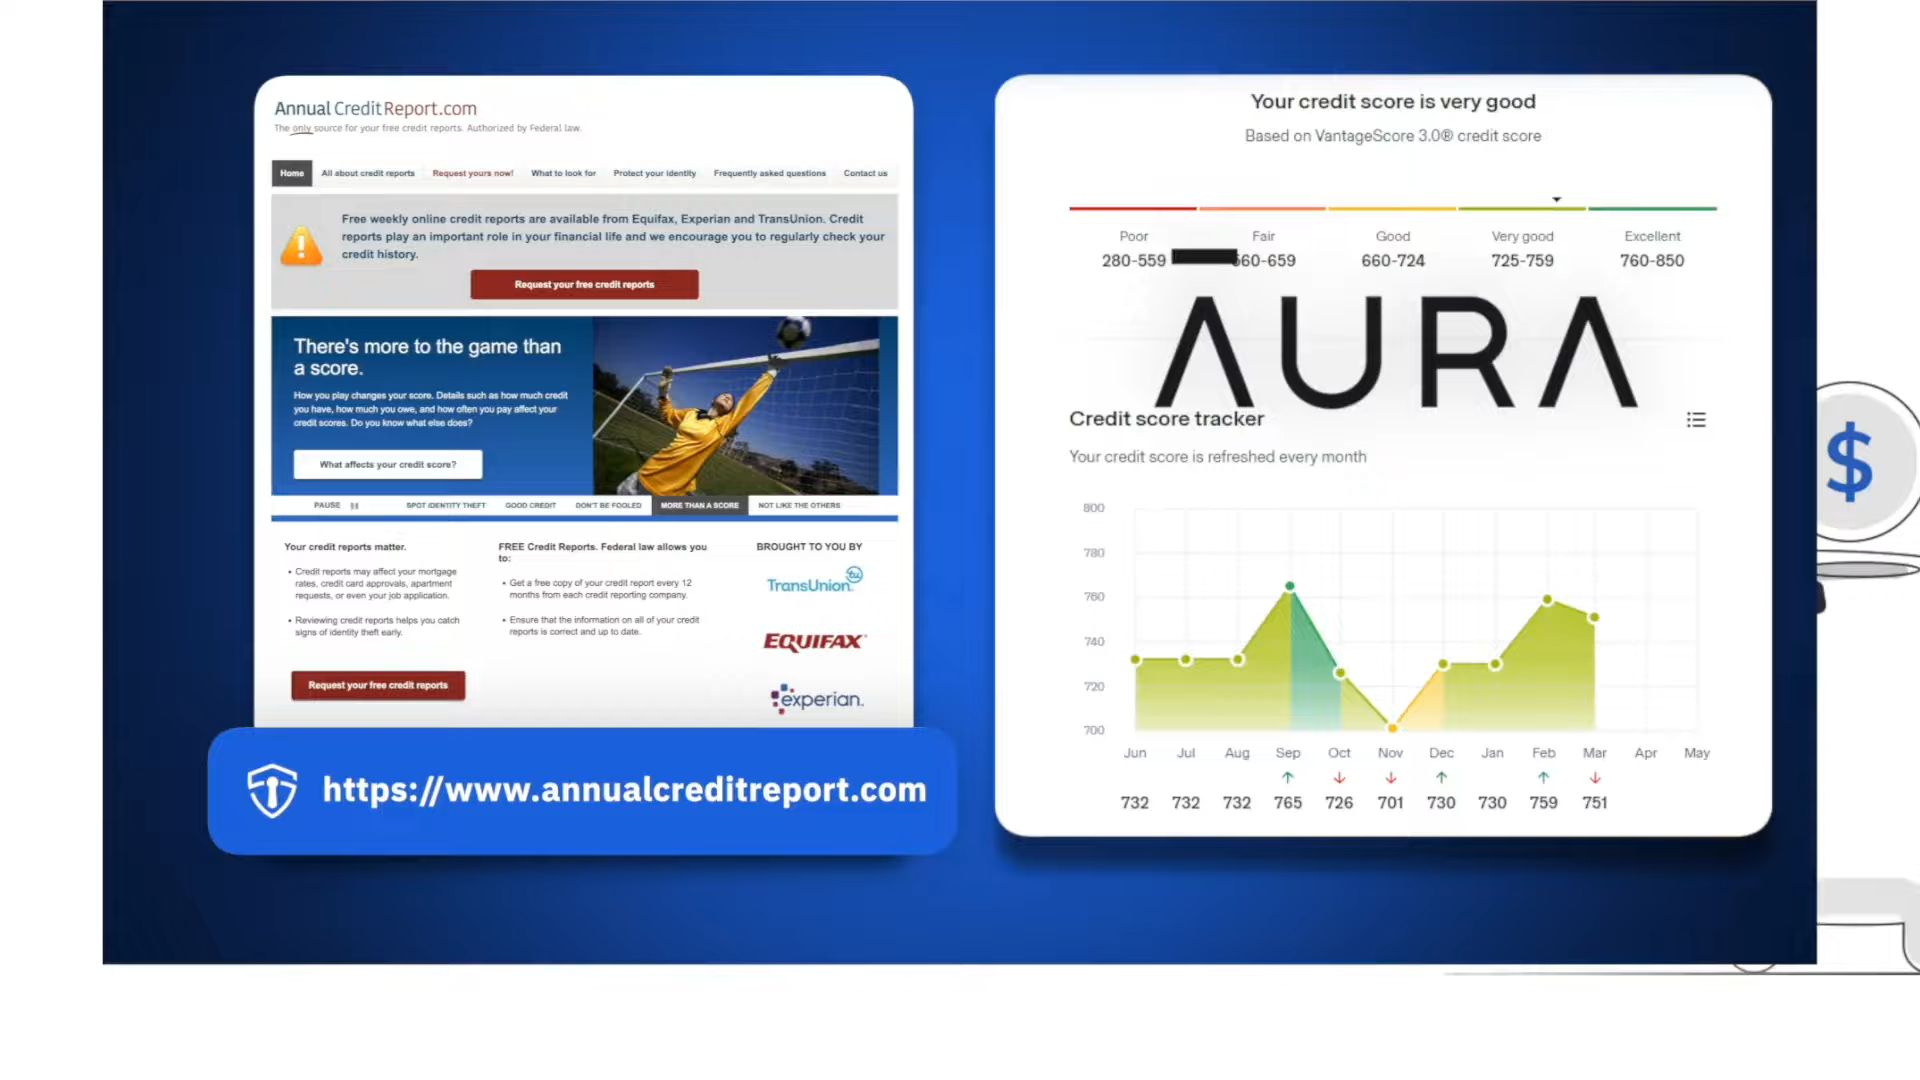 AnnualCreditReport.com
The only source for your free credit reports. Authorized by Federal law.
Home All about credit reports Request yours now! What to look for Protect your identity Frequently asked questions Contact us
Free weekly online credit reports are available from Equifax, Experian and TransUnion. Credit
reports play an important role in your financial life and we encourage you to regularly check your
credit history.
Request your free credit reports
There's more to the game than
a score.
How you play changes your score. Details such as how much credit
you have, how much you owe, and how often you pay affect your
credit scores. Do you know what else does?
What affects your credit score?
PAUSE SPOT IDENTITY THEFT GOOD CREDIT DON'T BE FOOLED MORE THAN A SCORE NOT LIKE THE OTHERS
Your credit reports matter.
• Credit reports may affect your mortgage
rates, credit card approvals, apartment
requests, or even your job application.
• Reviewing credit reports helps you catch
signs of identity theft early.
Request your free credit reports
FREE Credit Reports. Federal law allows you
to:
• Get a free copy of your credit report every 12
months from each credit reporting company.
• Ensure that the information on all of your credit
reports is correct and up to date.
BROUGHT TO YOU BY
TransUnion tu
EQUIFAX
experian.
https://www.annualcreditreport.com
Your credit score is very good
Based on VantageScore 3.0® credit score
Poor Fair Good Very good Excellent
280-559 560-659 660-724 725-759 760-850
AURA
Credit score tracker
Your credit score is refreshed every month
800
780
760
740
720
700
Jun Jul Aug Sep Oct Nov Dec Jan Feb Mar Apr May
732 732 732 765 726 701 730 730 759 751
$